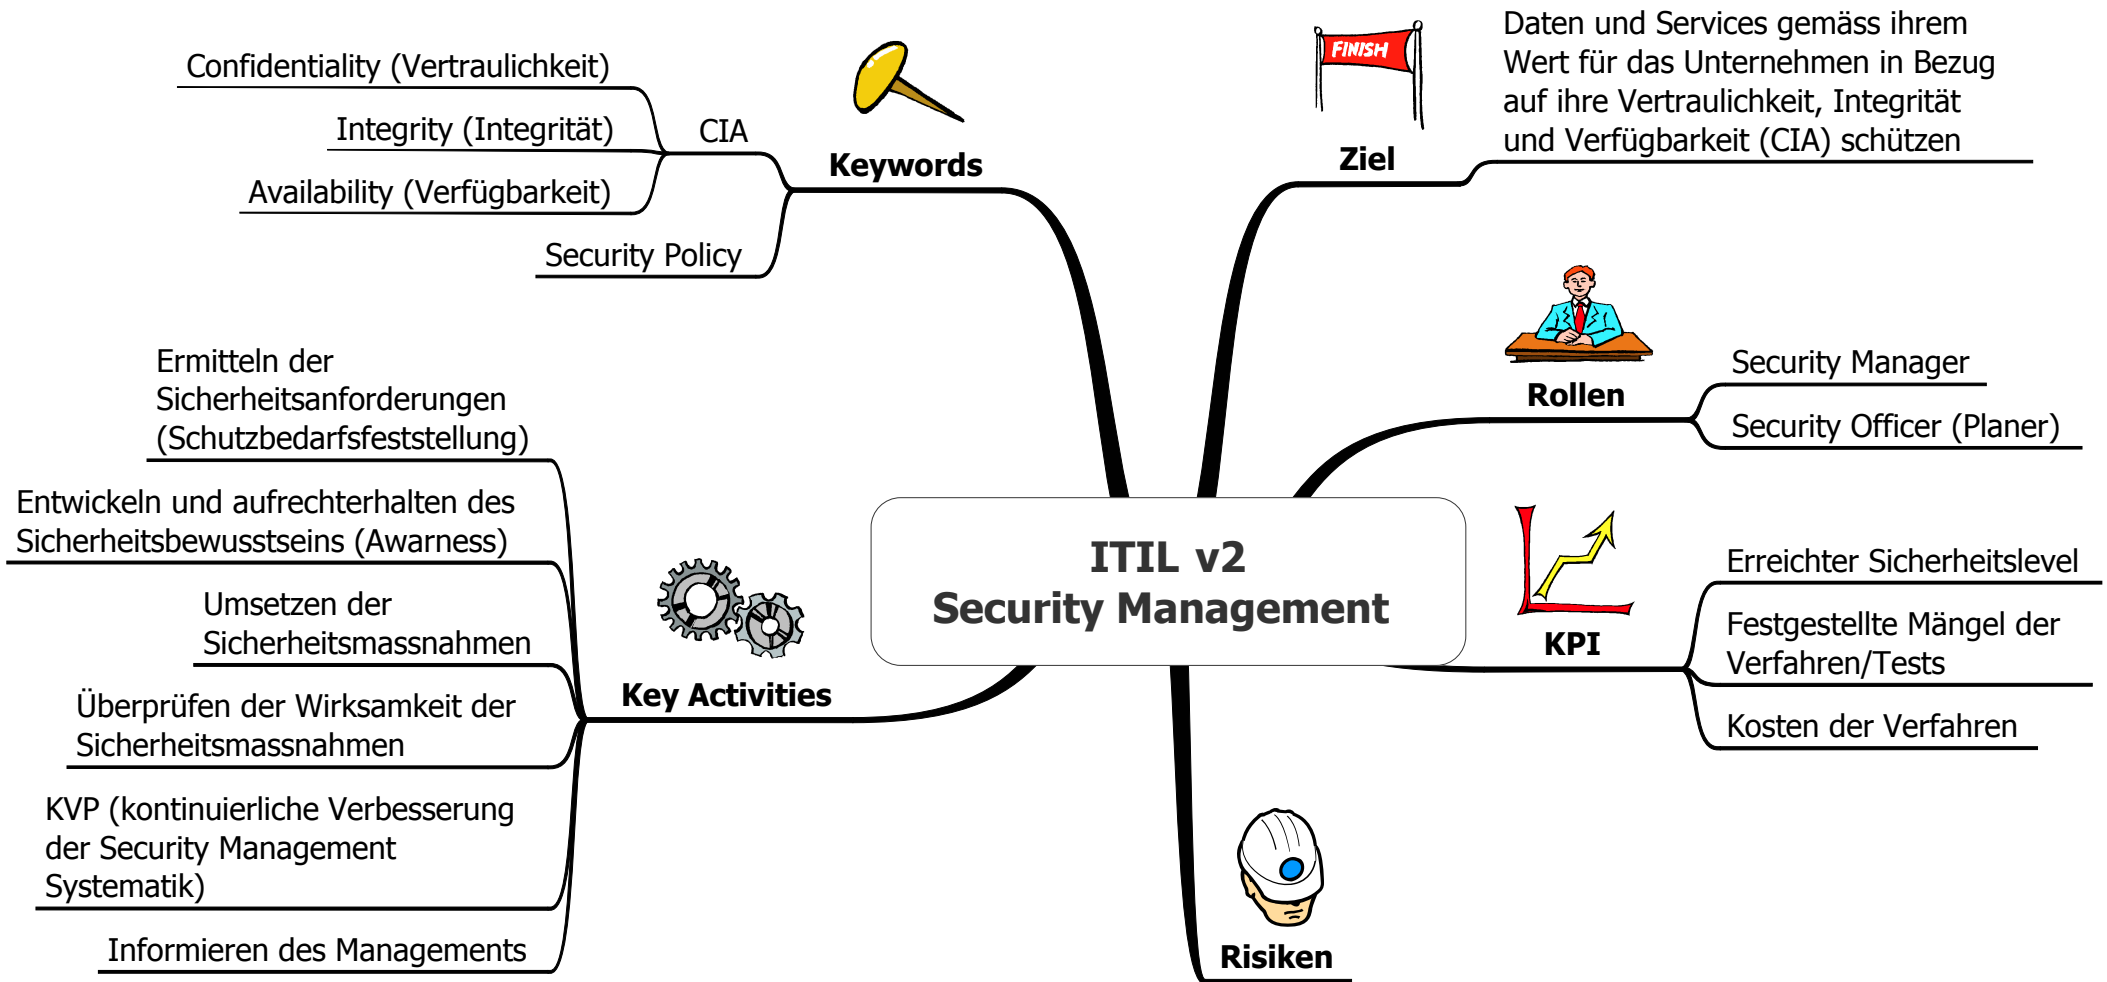 Confidentiality (Vertraulichkeit)
Integrity (Integrität)
Availability (Verfügbarkeit)
CIA
Security Policy
Keywords
FINISH
Ziel
Daten und Services gemäss ihrem
Wert für das Unternehmen in Bezug
auf ihre Vertraulichkeit, Integrität
und Verfügbarkeit (CIA) schützen
Rollen
Security Manager
Security Officer (Planer)
ITIL v2
Security Management
KPI
Erreichter Sicherheitslevel
Festgestellte Mängel der
Verfahren/Tests
Kosten der Verfahren
Key Activities
Ermitteln der
Sicherheitsanforderungen
(Schutzbedarfsfeststellung)
Entwickeln und aufrechterhalten des
Sicherheitsbewusstseins (Awarness)
Umsetzen der
Sicherheitsmassnahmen
Überprüfen der Wirksamkeit der
Sicherheitsmassnahmen
KVP (kontinuierliche Verbesserung
der Security Management
Systematik)
Informieren des Managements
Risiken